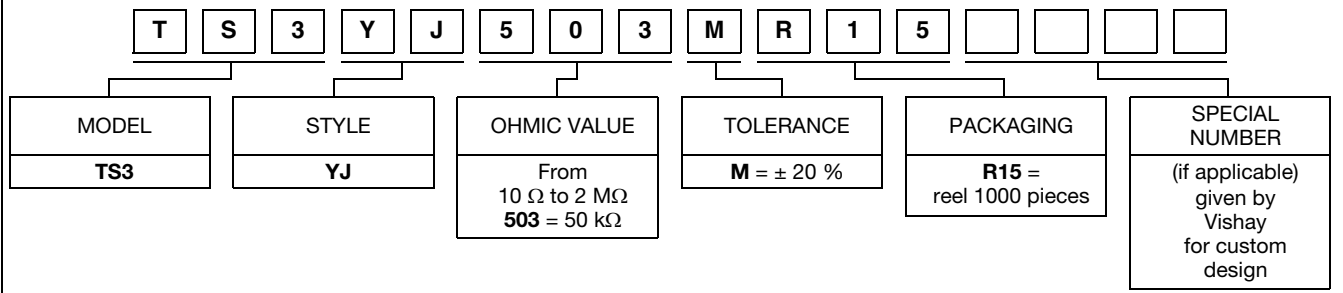 T S 3 Y J 5 0 3 M R 1 5
MODEL
TS3
STYLE
YJ
OHMIC VALUE
From
10 Ω to 2 MΩ
503 = 50 kΩ
TOLERANCE
M = ± 20 %
PACKAGING
R15 =
reel 1000 pieces
SPECIAL
NUMBER
(if applicable)
given by
Vishay
for custom
design